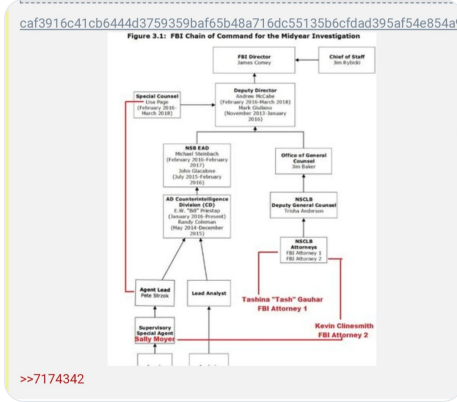 caf3916c41cb6444d3759359baf65b48a716dc55135b6cfdad395af54e854a9
Figure 3.1: FBI Chain of Command for the Midyear Investigation
FBI Director
James Comey
Chief of Staff
Jim Rybicki
Special Counsel
Lisa Page
(February 2016-
March 2018)
Deputy Director
Andrew McCabe
(February 2016-March 2018)
Mark Giuliano
(November 2013-January
2016)
NSB EAD
Michael Steinbach
(February 2016-February
2017)
John Giacalone
(July 2015-February
2016)
Office of General
Counsel
Jim Baker
AD Counterintelligence
Division (CD)
E.W. "Bill" Priestap
(January 2016-Present)
Randy Coleman
(May 2014-December
2015)
NSCLB
Deputy General Counsel
Trisha Anderson
NSCLB
Attorneys
FBI Attorney 1
FBI Attorney 2
Agent Lead
Pete Strzok
Lead Analyst
Tashina "Tash" Gauhar
FBI Attorney 1
Supervisory
Special Agent
Sally Moyer
Kevin Clinesmith
FBI Attorney 2
>>7174342